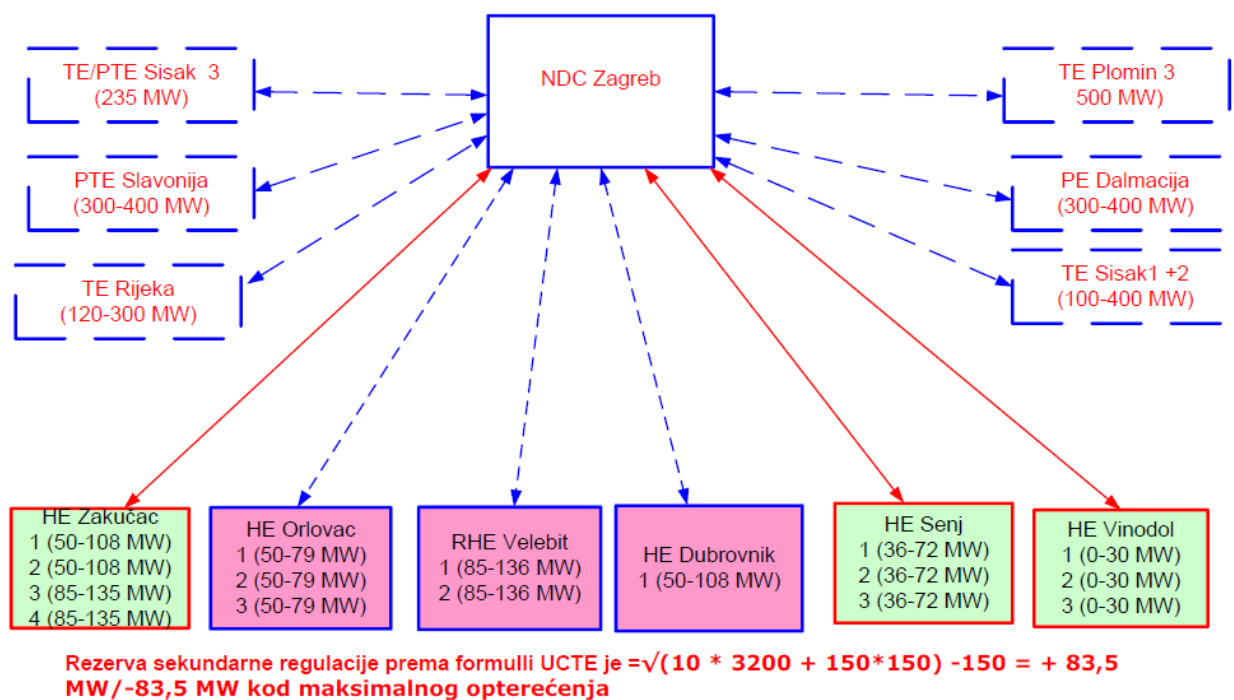 TE/PTE Sisak 3
(235 MW)
PTE Slavonija
(300-400 MW)
TE Rijeka
(120-300 MW)
NDC Zagreb
TE Plomin 3
500 MW)
PE Dalmacija
(300-400 MW)
TE Sisak1 +2
(100-400 MW)
HE Zakučac
1 (50-108 MW)
2 (50-108 MW)
3 (85-135 MW)
4 (85-135 MW)
HE Orlovac
1 (50-79 MW)
2 (50-79 MW)
3 (50-79 MW)
RHE Velebit
1 (85-136 MW)
2 (85-136 MW)
HE Dubrovnik
1 (50-108 MW)
HE Senj
1 (36-72 MW)
2 (36-72 MW)
3 (36-72 MW)
HE Vinodol
1 (0-30 MW)
2 (0-30 MW)
3 (0-30 MW)
Rezerva sekundarne regulacije prema formulli UCTE je =√(10 * 3200 + 150*150) -150 = + 83,5
MW/-83,5 MW kod maksimalnog opterećenja